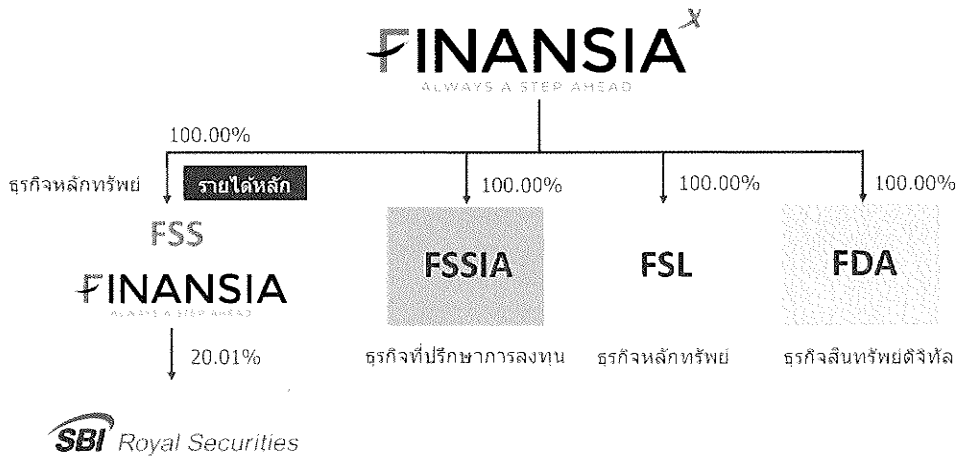 FINANSIA X
ALWAYS A STEP AHEAD
100.00%
ธุรกิจหลักทรัพย์ รายได้หลัก 100.00% 100.00% 100.00%
FSS
FINANSIA
ALWAYS A STEP AHEAD
FSSIA FSL FDA
20.01% ธุรกิจที่ปรึกษาการลงทุน ธุรกิจหลักทรัพย์ ธุรกิจสินทรัพย์ดิจิทัล
SBI Royal Securities